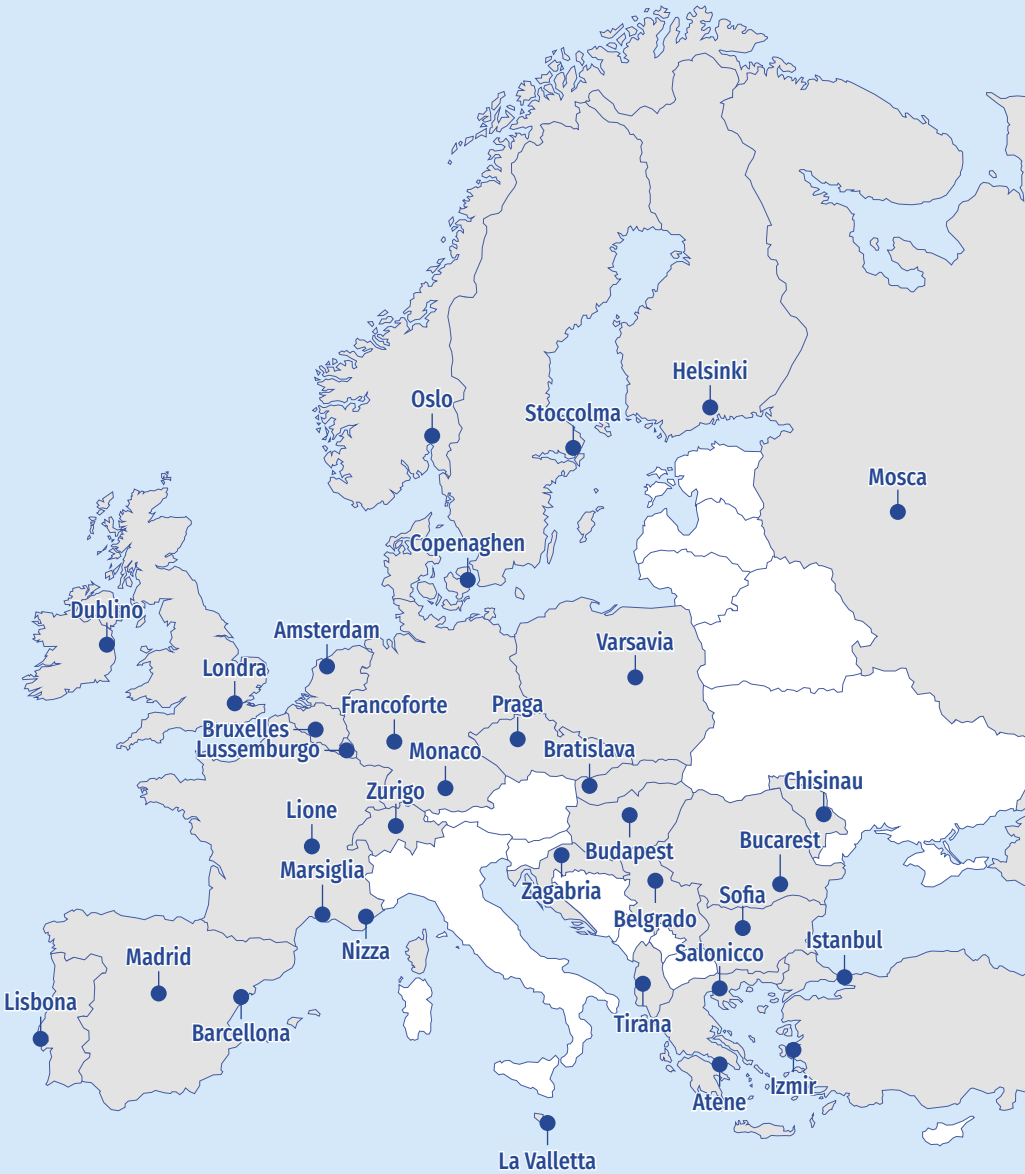 Helsinki
Oslo
Stoccolma
Mosca
Copenaghen
Dublino
Amsterdam
Varsavia
Londra
Francoforte
Praga
Bruxelles
Lussemburgo
Monaco
Bratislava
Chisinau
Zurigo
Lione
Bucarest
Budapest
Marsiglia
Zagabria
Sofia
Belgrado
Istanbul
Nizza
Salonicco
Madrid
Lisbona
Tirana
Barcellona
Izmir
Atene
La Valletta